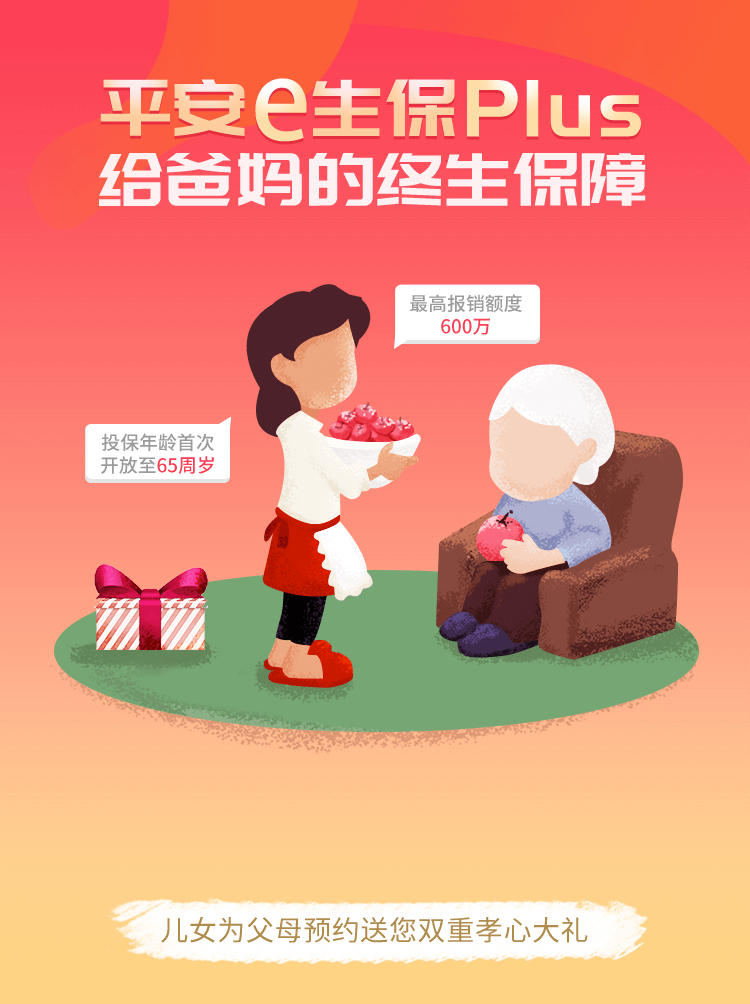 平安e生保Plus
给爸妈的终生保障
最高报销额度
600万
投保年龄首次
开放至65周岁
儿女为父母预约送您双重孝心大礼